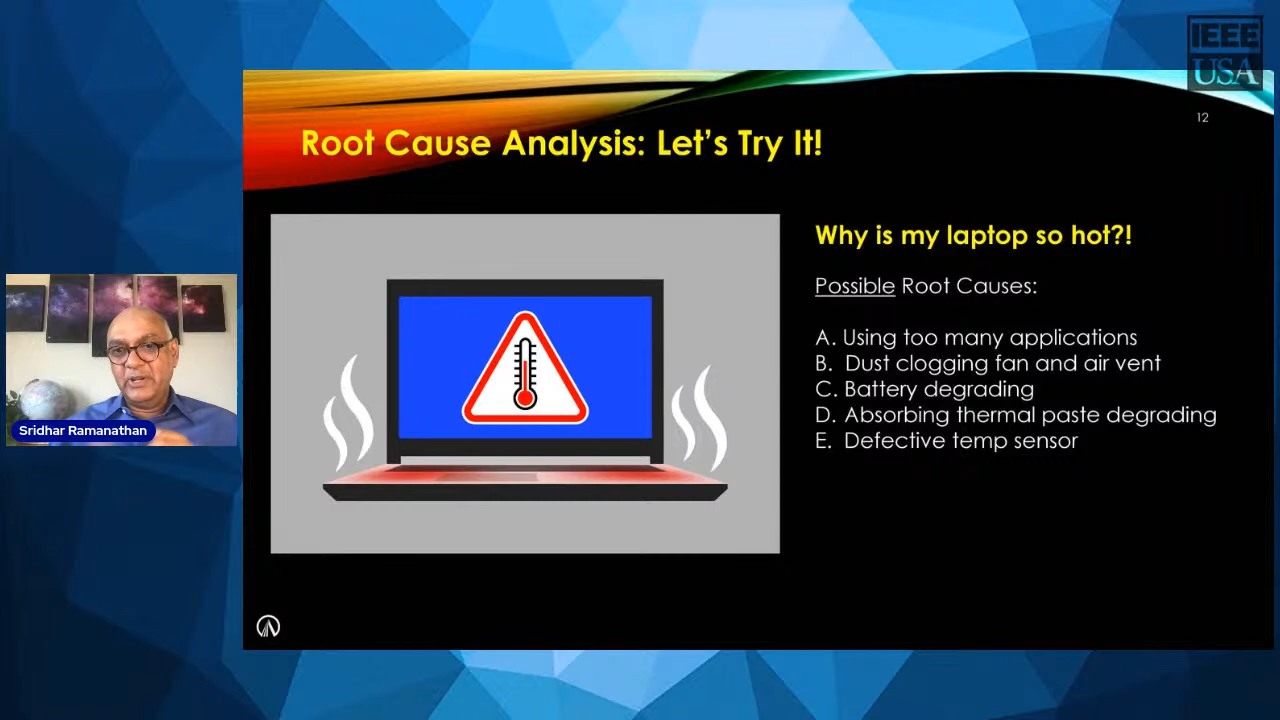 IEEE
USA
12
Root Cause Analysis: Let's Try It!
Why is my laptop so hot?!
Possible Root Causes:
A. Using too many applications
B. Dust clogging fan and air vent
C. Battery degrading
D. Absorbing thermal paste degrading
E. Defective temp sensor
Sridhar Ramanathan